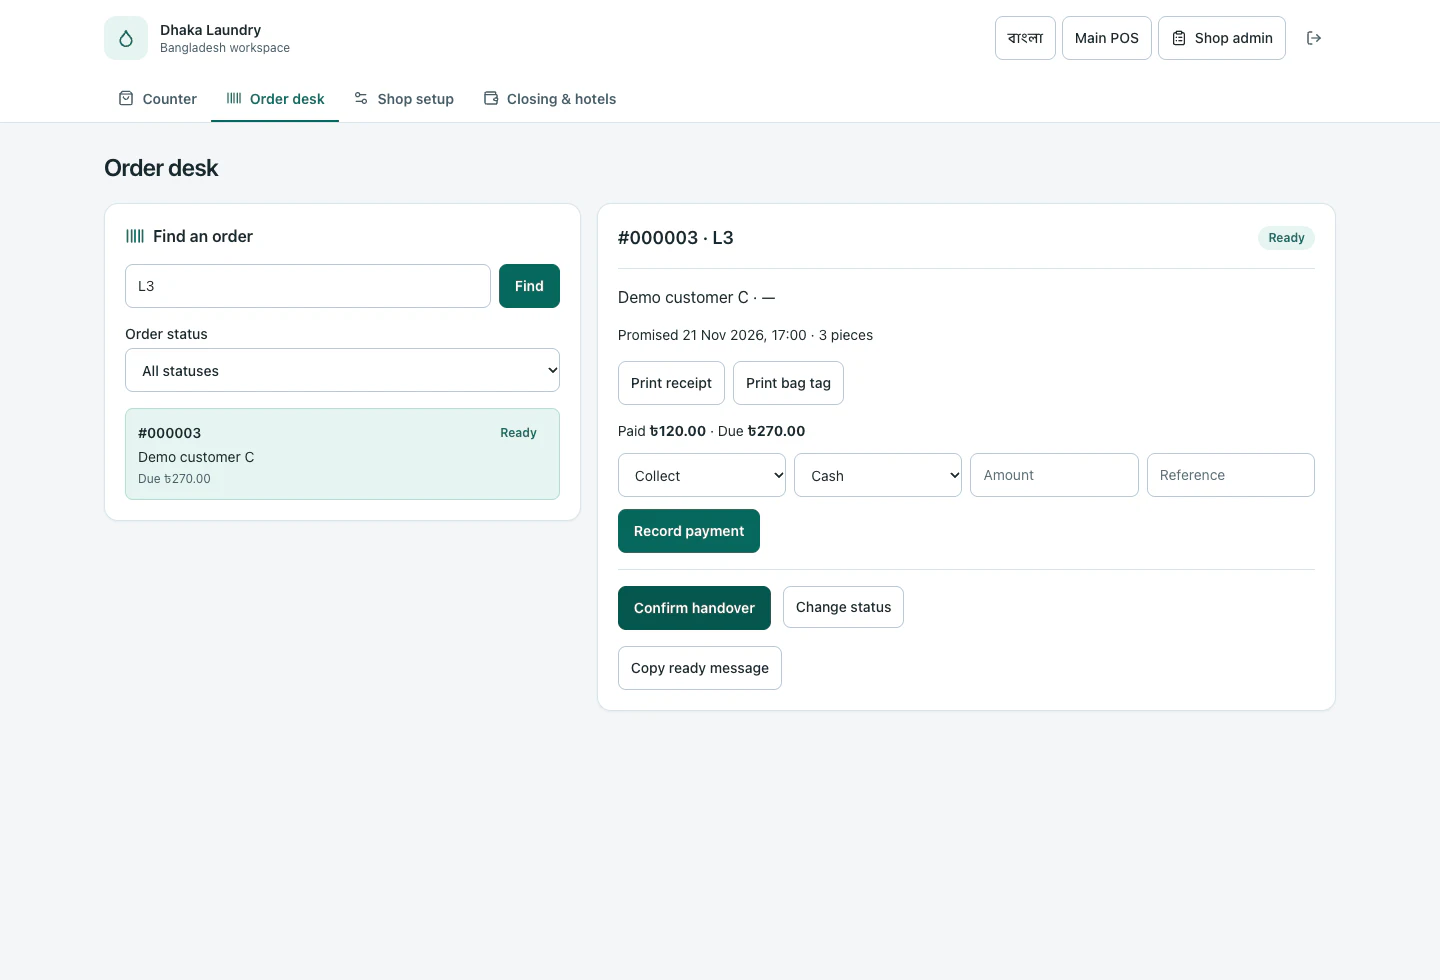 Dhaka Laundry
Bangladesh workspace
বাংলা
Main POS
Shop admin
Counter
Order desk
Shop setup
Closing & hotels
Order desk
Find an order
L3
Find
Order status
All statuses
#000003
Ready
Demo customer C
Due ৳270.00
#000003 · L3
Ready
Demo customer C · —
Promised 21 Nov 2026, 17:00 · 3 pieces
Print receipt
Print bag tag
Paid ৳120.00 · Due ৳270.00
Collect
Cash
Amount
Reference
Record payment
Confirm handover
Change status
Copy ready message